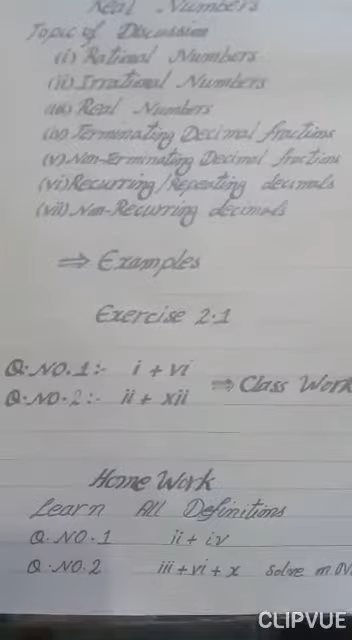 Real Numbers
Topic of Discussion
(i) Rational Numbers
(ii) Irrational Numbers
(iii) Real Numbers
(iv) Terminating Decimal fractions
(v) Non-Erminating Decimal fractions
(vi) Recurring/Repeating decimals
(vii) Non-Recurring decimals
⇒ Examples
Exercise 2.1
Q.NO.1:- i + vi
⇒ Class Work
Q.NO.2:- ii + xii
Home Work
Learn All Definitions
Q.NO.1 ii + iv
Q.NO.2 iii + vi + x Solve
CLIPVUE